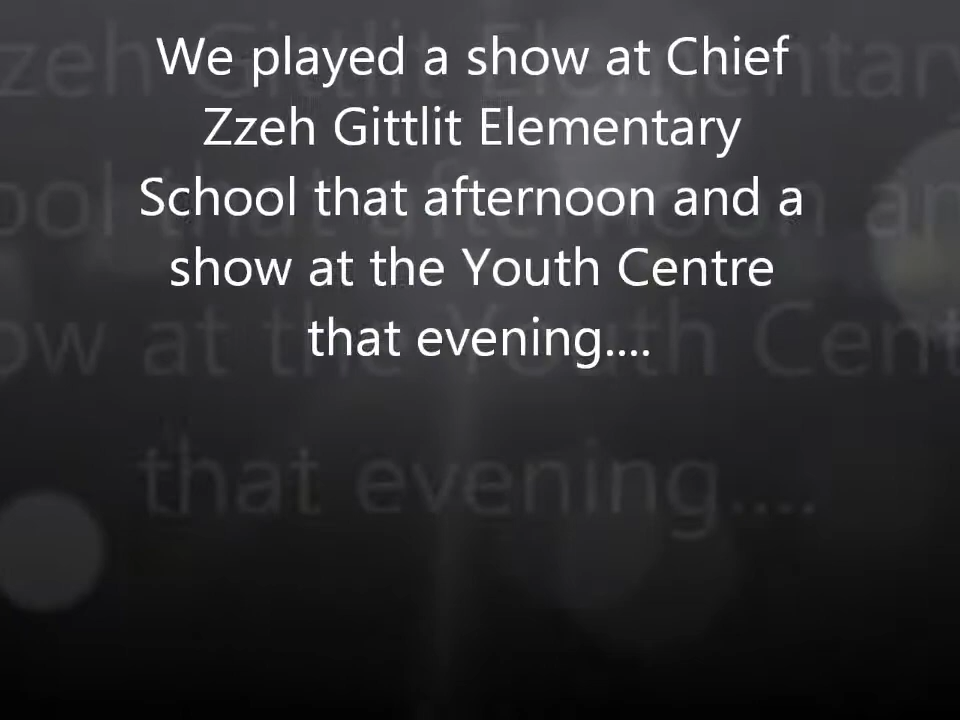 We played a show at Chief
Zzeh Gittlit Elementary
School that afternoon and a
show at the Youth Centre
that evening....